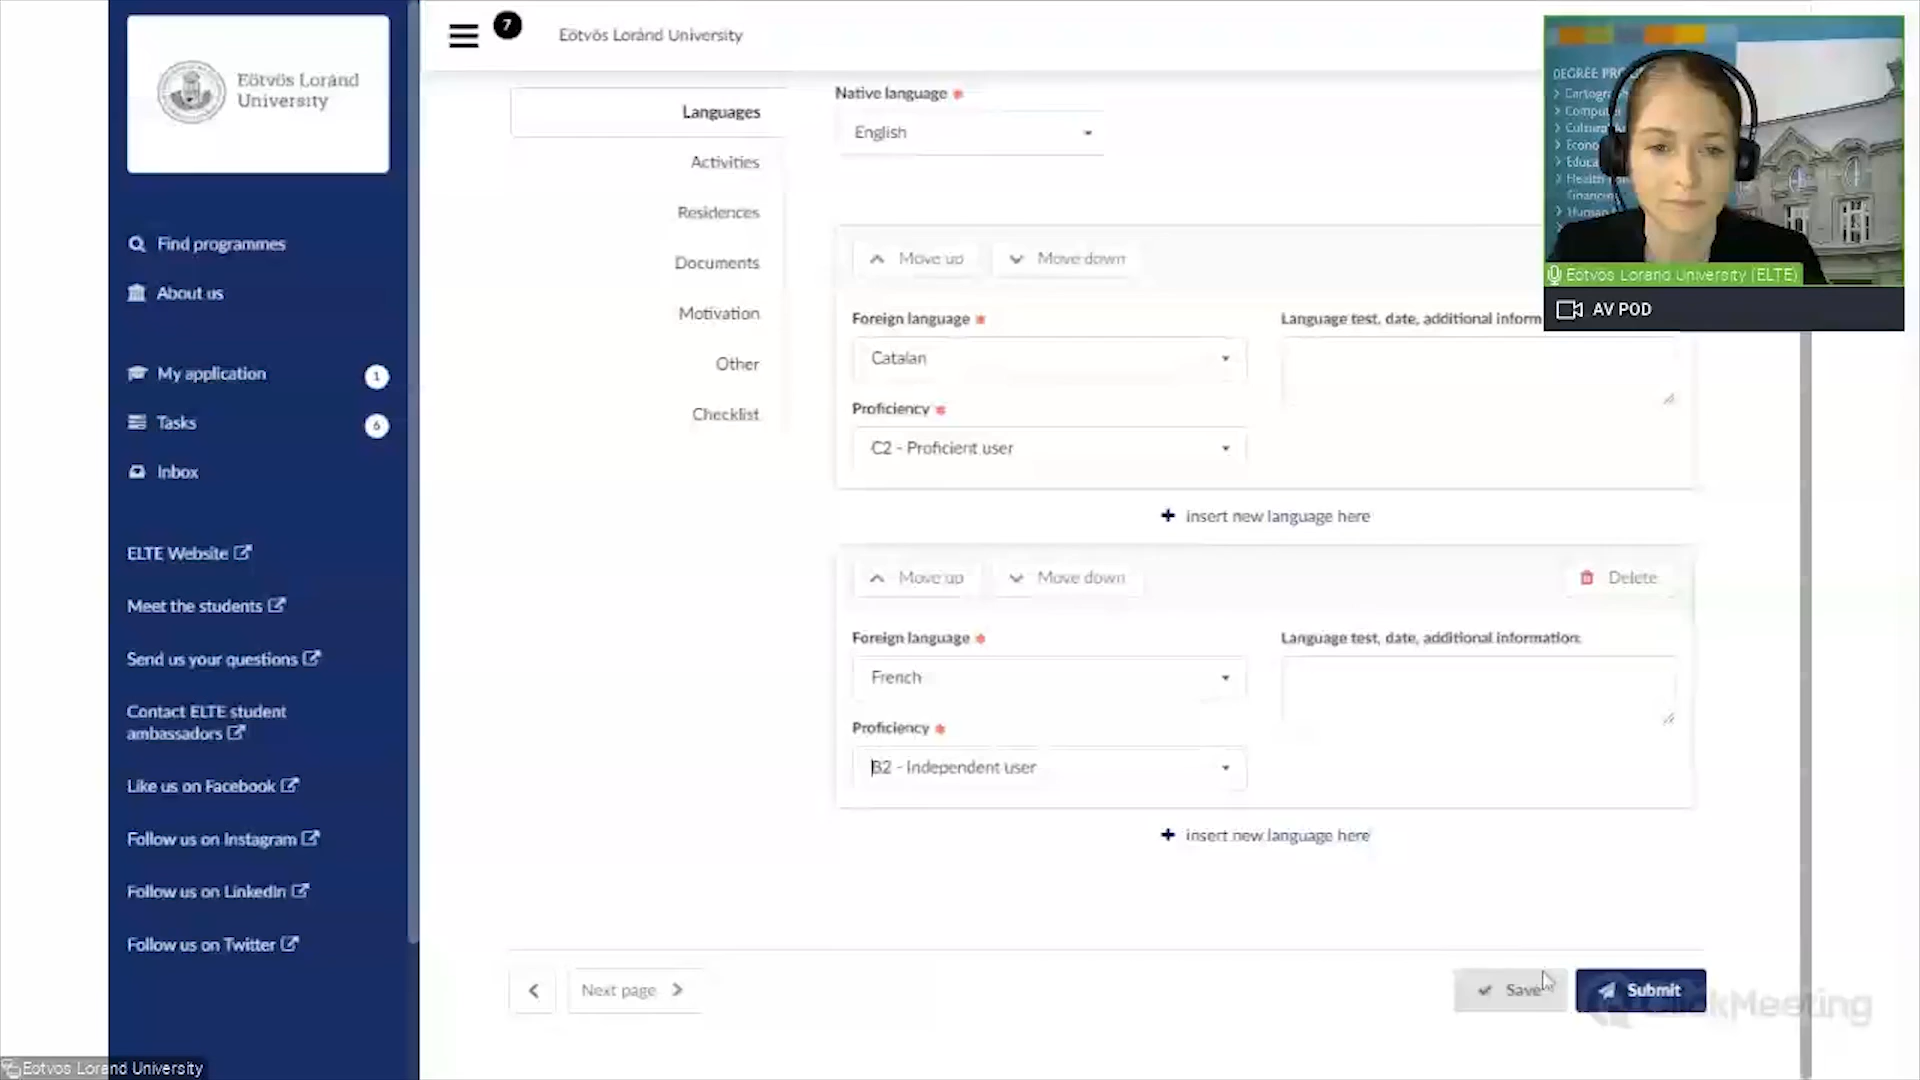 Eötvös Loránd
University
Find programmes
About us
My application
1
Tasks
6
Inbox
ELTE Website
Meet the students
Send us your questions
Contact ELTE student
ambassadors
Like us on Facebook
Follow us on Instagram
Follow us on LinkedIn
Follow us on Twitter
7
Eötvös Loránd University
Languages
Activities
Residences
Documents
Motivation
Other
Checklist
Native language *
English
Move up
Move down
Foreign language *
Catalan
Language test, date, additional inform
Proficiency *
C2 - Proficient user
+ insert new language here
Move up
Move down
Delete
Foreign language *
French
Language test, date, additional information:
Proficiency *
B2 - Independent user
+ insert new language here
Next page
Save
Submit
ClickMeeting
DEGREE PR
Eötvös Loránd University (ELTE)
AV POD
Eötvös Loránd University